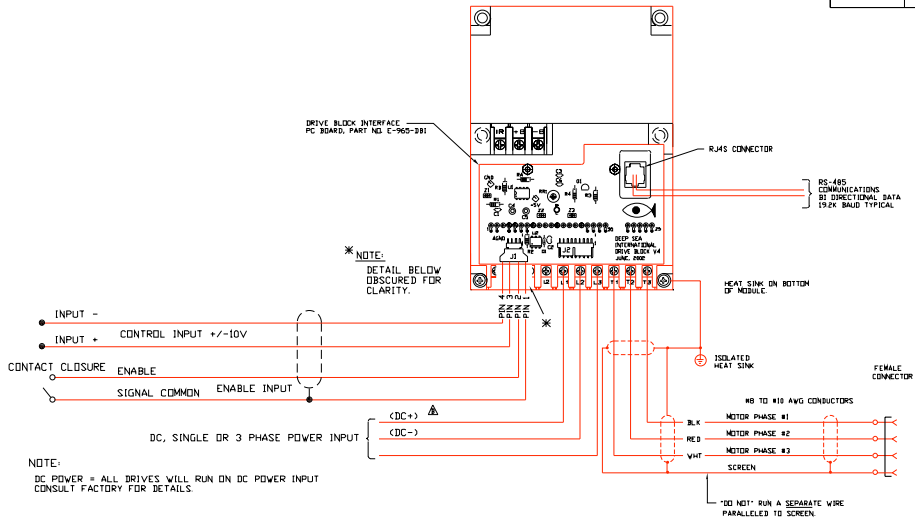 DRIVE BLOCK INTERFACE
PC BOARD, PART NO. E-965-DBI
1R + B - B
RJ45 CONNECTOR
RS-485
COMMUNICATIONS
BI DIRECTIONAL DATA
19.2K BAUD TYPICAL
GND
+5V
AGND
J1
J2
DEEP SEA
INTERNATIONAL
DRIVE BLOCK V4
JUNE, 2002
* NOTE:
DETAIL BELOW
OBSCURED FOR
CLARITY.
L2 L1 L2 L3 T1 T2 T3
PIN 4
PIN 3
PIN 2
PIN 1
*
HEAT SINK ON BOTTOM
OF MODULE.
ISOLATED
HEAT SINK
INPUT -
CONTROL INPUT +/-10V
INPUT +
CONTACT CLOSURE
ENABLE
ENABLE INPUT
SIGNAL COMMON
(DC+)
(DC-)
DC, SINGLE OR 3 PHASE POWER INPUT
FEMALE
CONNECTOR
#8 TO #10 AWG CONDUCTORS
BLK MOTOR PHASE #1
RED MOTOR PHASE #2
WHT MOTOR PHASE #3
SCREEN
"DO NOT" RUN A SEPARATE WIRE
PARALLELED TO SCREEN.
NOTE:
DC POWER = ALL DRIVES WILL RUN ON DC POWER INPUT
CONSULT FACTORY FOR DETAILS.